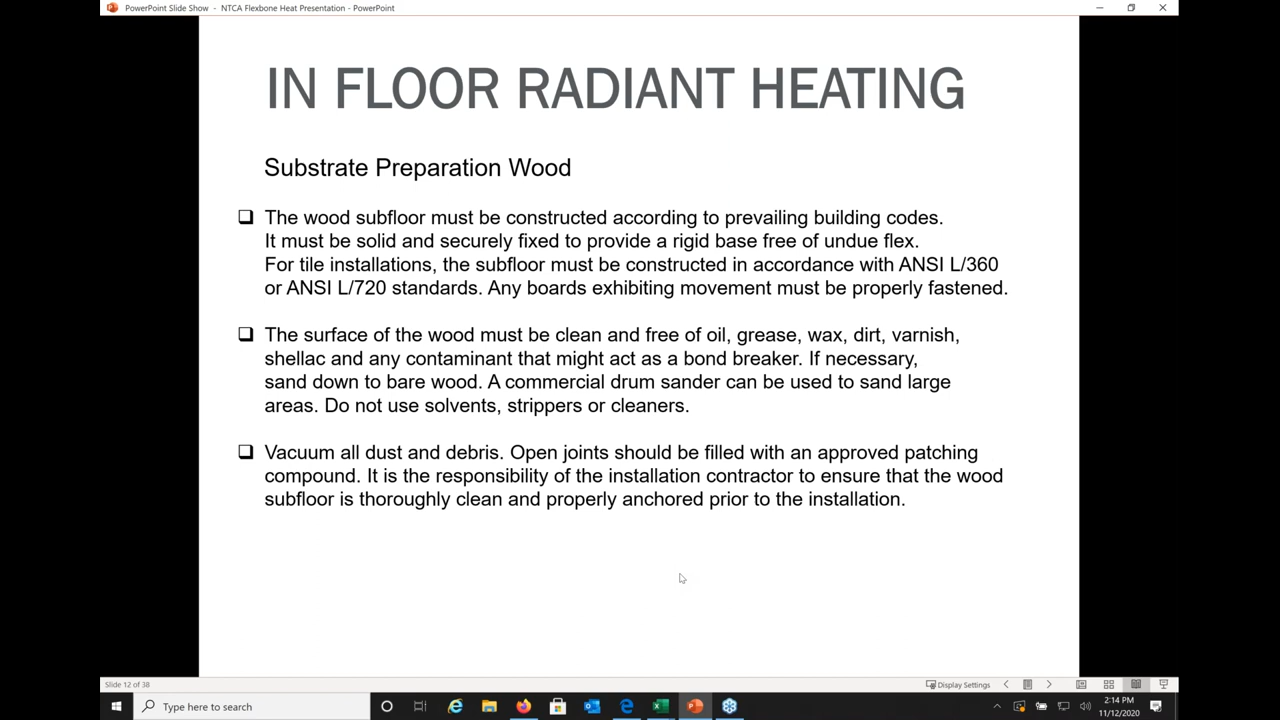 PowerPoint Slide Show - NTCA Flexbone Heat Presentation - PowerPoint
IN FLOOR RADIANT HEATING
Substrate Preparation Wood
The wood subfloor must be constructed according to prevailing building codes.
It must be solid and securely fixed to provide a rigid base free of undue flex.
For tile installations, the subfloor must be constructed in accordance with ANSI L/360
or ANSI L/720 standards. Any boards exhibiting movement must be properly fastened.
The surface of the wood must be clean and free of oil, grease, wax, dirt, varnish,
shellac and any contaminant that might act as a bond breaker. If necessary,
sand down to bare wood. A commercial drum sander can be used to sand large
areas. Do not use solvents, strippers or cleaners.
Vacuum all dust and debris. Open joints should be filled with an approved patching
compound. It is the responsibility of the installation contractor to ensure that the wood
subfloor is thoroughly clean and properly anchored prior to the installation.
Slide 12 of 38
Display Settings
Type here to search
2:14 PM
11/12/2020